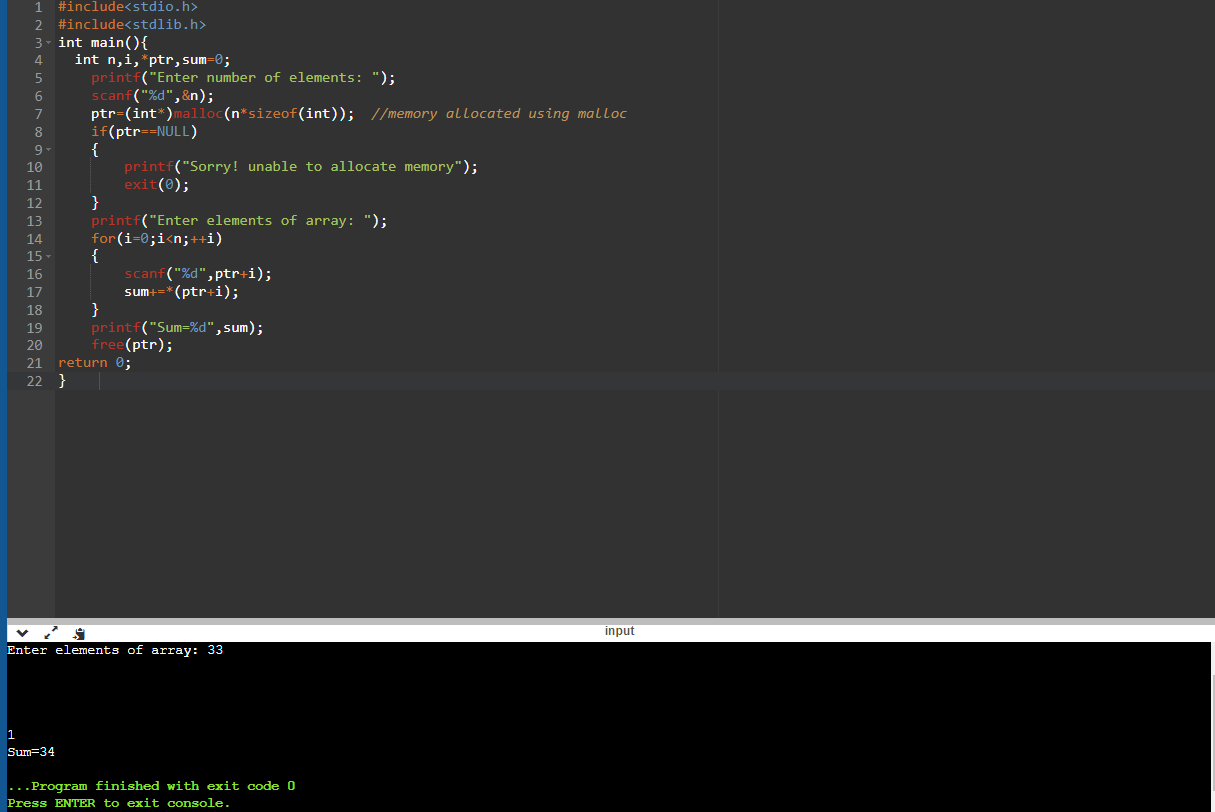 1 #include<stdio.h>
2 #include<stdlib.h>
3 int main(){
4   int n,i,*ptr,sum=0;
5     printf("Enter number of elements: ");
6     scanf("%d",&n);
7     ptr=(int*)malloc(n*sizeof(int));  //memory allocated using malloc
8     if(ptr==NULL)
9     {
10         printf("Sorry! unable to allocate memory");
11         exit(0);
12     }
13     printf("Enter elements of array: ");
14     for(i=0;i<n;++i)
15     {
16         scanf("%d",ptr+i);
17         sum+=*(ptr+i);
18     }
19     printf("Sum=%d",sum);
20     free(ptr);
21 return 0;
22 }
input
Enter elements of array: 33
1
Sum=34
...Program finished with exit code 0
Press ENTER to exit console.